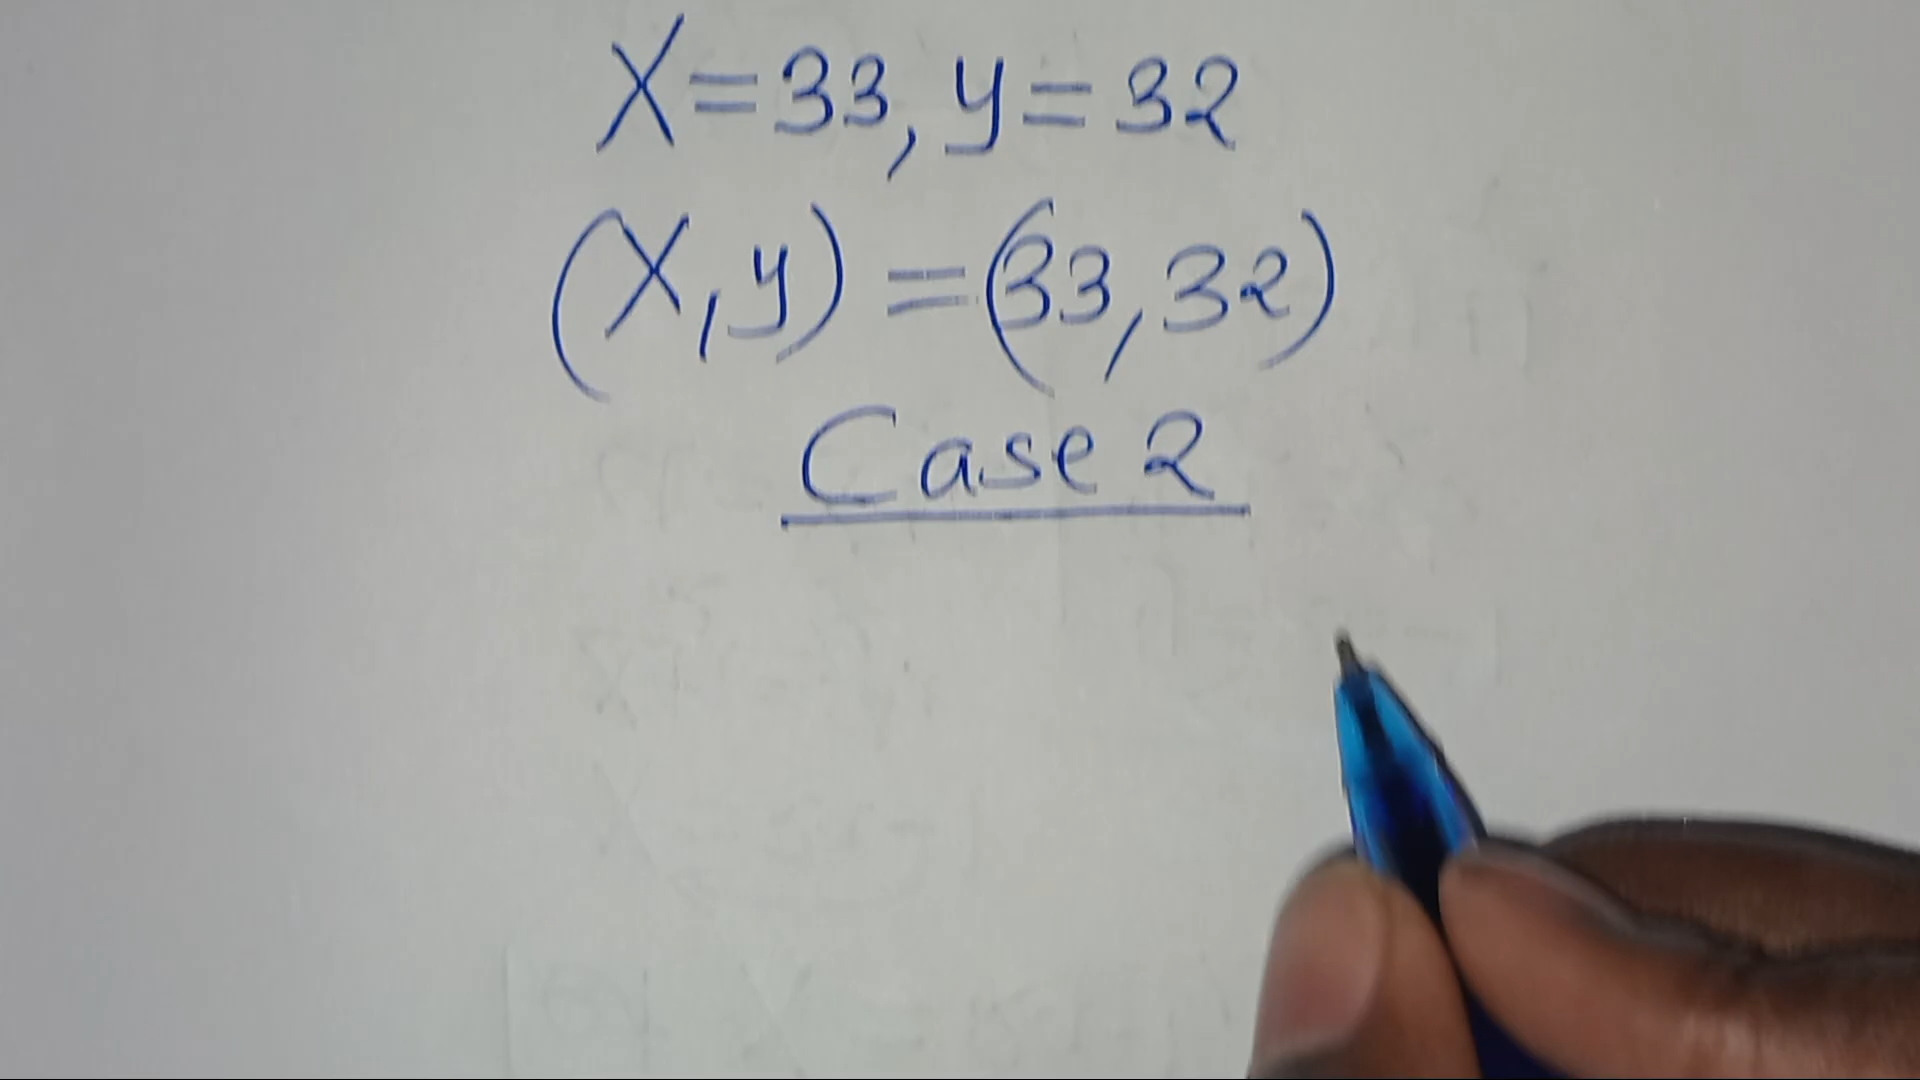 X=33, y=32
(X,y) = (33,32)
Case 2